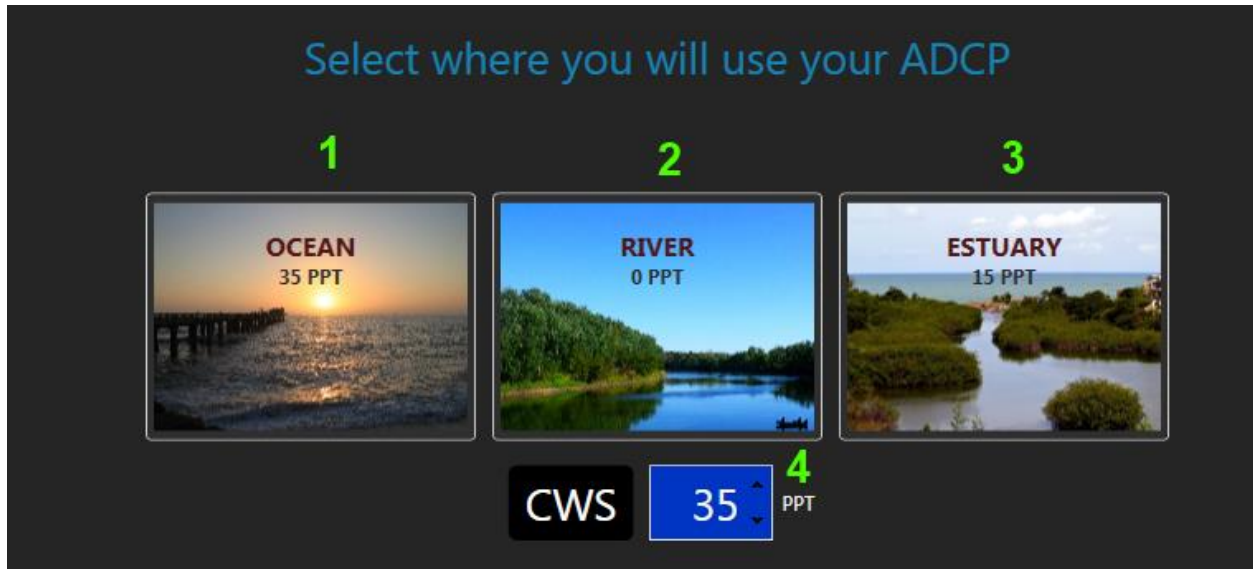 Select where you will use your ADCP
1 2 3
OCEAN RIVER ESTUARY
35 PPT 0 PPT 15 PPT
4
CWS 35 PPT